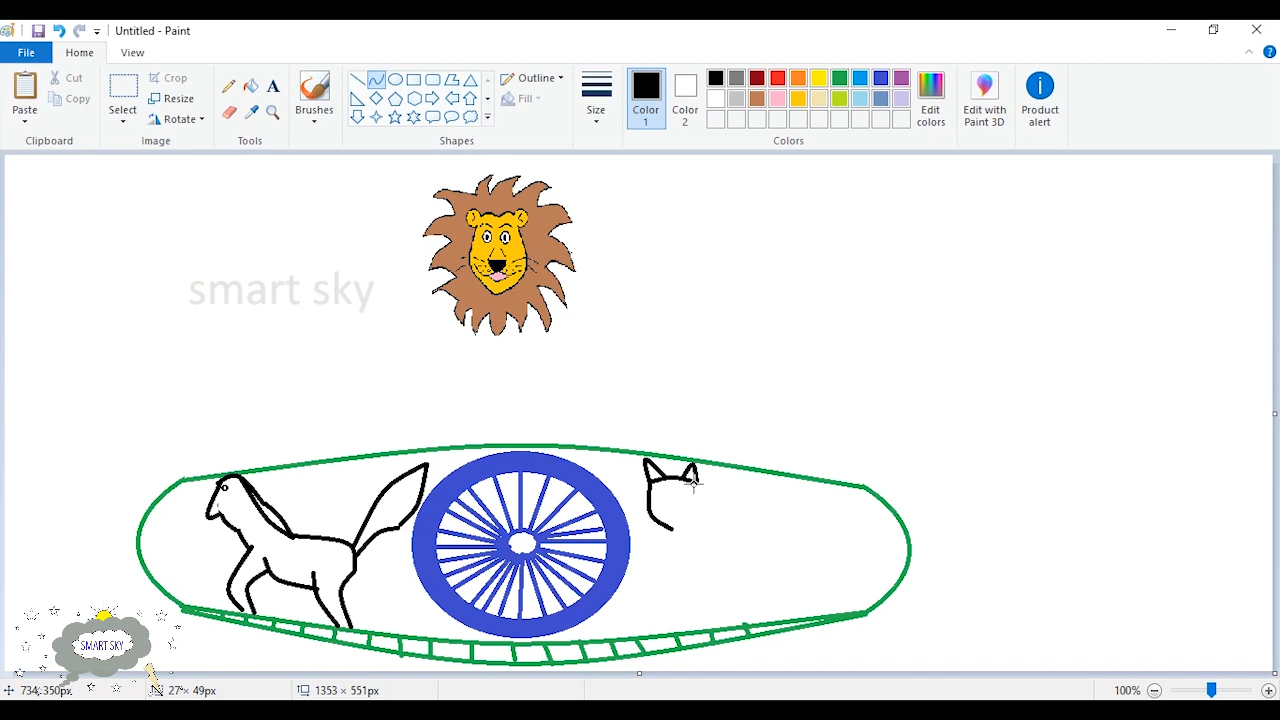 Untitled - Paint
File Home View
Paste
Cut
Copy
Clipboard
Select
Crop
Resize
Rotate
Image
Tools
Brushes
Outline
Fill
Shapes
Size
Color 1
Color 2
Edit colors
Colors
Edit with Paint 3D
Product alert
smart sky
SMART SKY
734, 350px
27 × 49px
1353 × 551px
100%